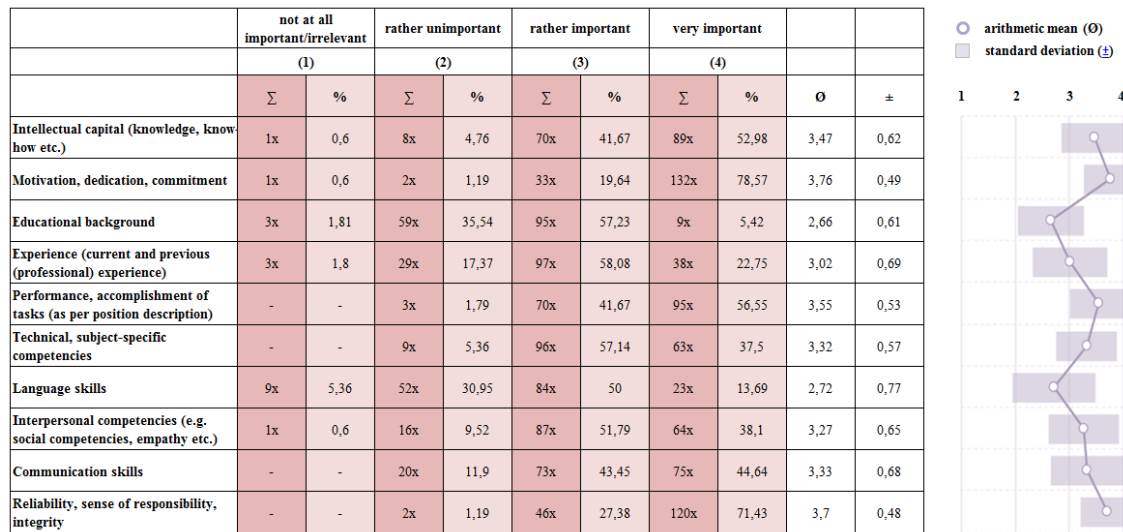 not at all important/irrelevant rather unimportant rather important very important
(1) (2) (3) (4)
∑ % ∑ % ∑ % ∑ % Ø ±
Intellectual capital (knowledge, know-how etc.) 1x 0,6 8x 4,76 70x 41,67 89x 52,98 3,47 0,62
Motivation, dedication, commitment 1x 0,6 2x 1,19 33x 19,64 132x 78,57 3,76 0,49
Educational background 3x 1,81 59x 35,54 95x 57,23 9x 5,42 2,66 0,61
Experience (current and previous (professional) experience) 3x 1,8 29x 17,37 97x 58,08 38x 22,75 3,02 0,69
Performance, accomplishment of tasks (as per position description) - - 3x 1,79 70x 41,67 95x 56,55 3,55 0,53
Technical, subject-specific competencies - - 9x 5,36 96x 57,14 63x 37,5 3,32 0,57
Language skills 9x 5,36 52x 30,95 84x 50 23x 13,69 2,72 0,77
Interpersonal competencies (e.g. social competencies, empathy etc.) 1x 0,6 16x 9,52 87x 51,79 64x 38,1 3,27 0,65
Communication skills - - 20x 11,9 73x 43,45 75x 44,64 3,33 0,68
Reliability, sense of responsibility, integrity - - 2x 1,19 46x 27,38 120x 71,43 3,7 0,48
arithmetic mean (Ø)
standard deviation (±)
1 2 3 4